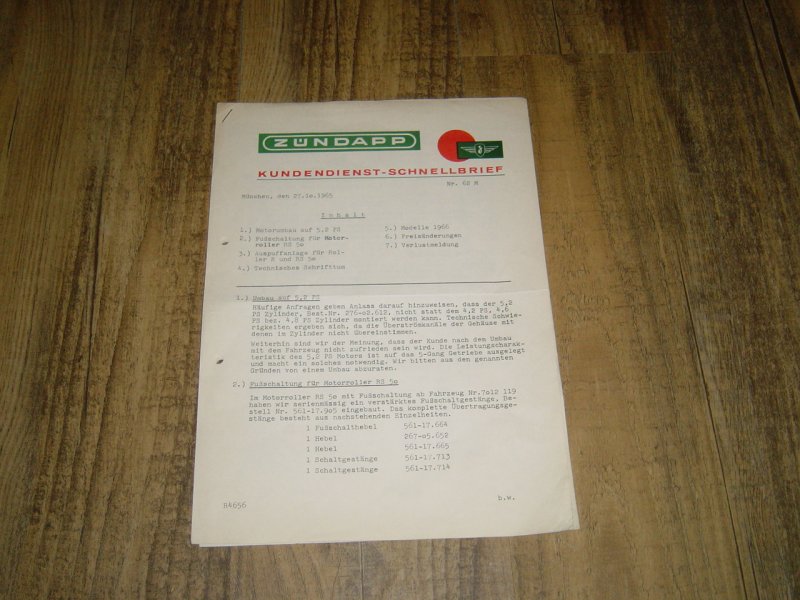 ZÜNDAPP
KUNDENDIENST-SCHNELLBRIEF
Nr. 68 M
München, den 27.10.1965
Inhalt
1.) Motorumbau auf 5,2 PS
2.) Fußschaltung für Motor-
roller RS 50
3.) Auspuffanlage für Rol-
ler R und RS 50
4.) Technisches Schrifttum
5.) Modelle 1966
6.) Preisänderungen
7.) Verlustmeldung
1.) Umbau auf 5,2 PS
Häufige Anfragen geben Anlass darauf hinzuweisen, dass der 5,2
PS Zylinder, Best.Nr. 276-02.612, nicht statt dem 4,2 PS, 4,6
PS bez. 4,8 PS Zylinder montiert werden kann. Technische Schwie-
rigkeiten ergeben sich, da die Überströmkanäle der Gehäuse mit
denen im Zylinder nicht übereinstimmen.
Weiterhin sind wir der Meinung, dass der Kunde nach dem Umbau
mit dem Fahrzeug nicht zufrieden sein wird. Die Leistungscharak-
teristik des 5,2 PS Motors ist auf das 5-Gang Getriebe ausgelegt
und macht ein solches notwendig. Wir bitten aus den genannten
Gründen von einem Umbau abzuraten.
2.) Fußschaltung für Motorroller RS 50
Im Motorroller RS 50 mit Fußschaltung ab Fahrzeug Nr.7012 119
haben wir serienmässig ein verstärktes Fußschaltgestänge, Be-
stell Nr. 561-17.905 eingebaut. Das komplette Übertragungsge-
stänge besteht aus nachstehenden Einzelheiten.
1 Fußschalthebel 561-17.664
1 Hebel 267-05.652
1 Hebel 561-17.665
1 Schaltgestänge 561-17.713
1 Schaltgestänge 561-17.714
H4656
b.w.